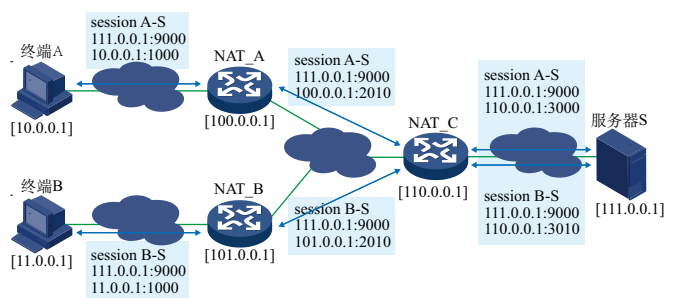 session A-S
111.0.0.1:9000
10.0.0.1:1000
终端A
[10.0.0.1]
NAT_A
[100.0.0.1]
session A-S
111.0.0.1:9000
100.0.0.1:2010
NAT_C
[110.0.0.1]
session A-S
111.0.0.1:9000
110.0.0.1:3000
服务器S
[111.0.0.1]
终端B
[11.0.0.1]
session B-S
111.0.0.1:9000
11.0.0.1:1000
NAT_B
[101.0.0.1]
session B-S
111.0.0.1:9000
101.0.0.1:2010
session B-S
111.0.0.1:9000
110.0.0.1:3010